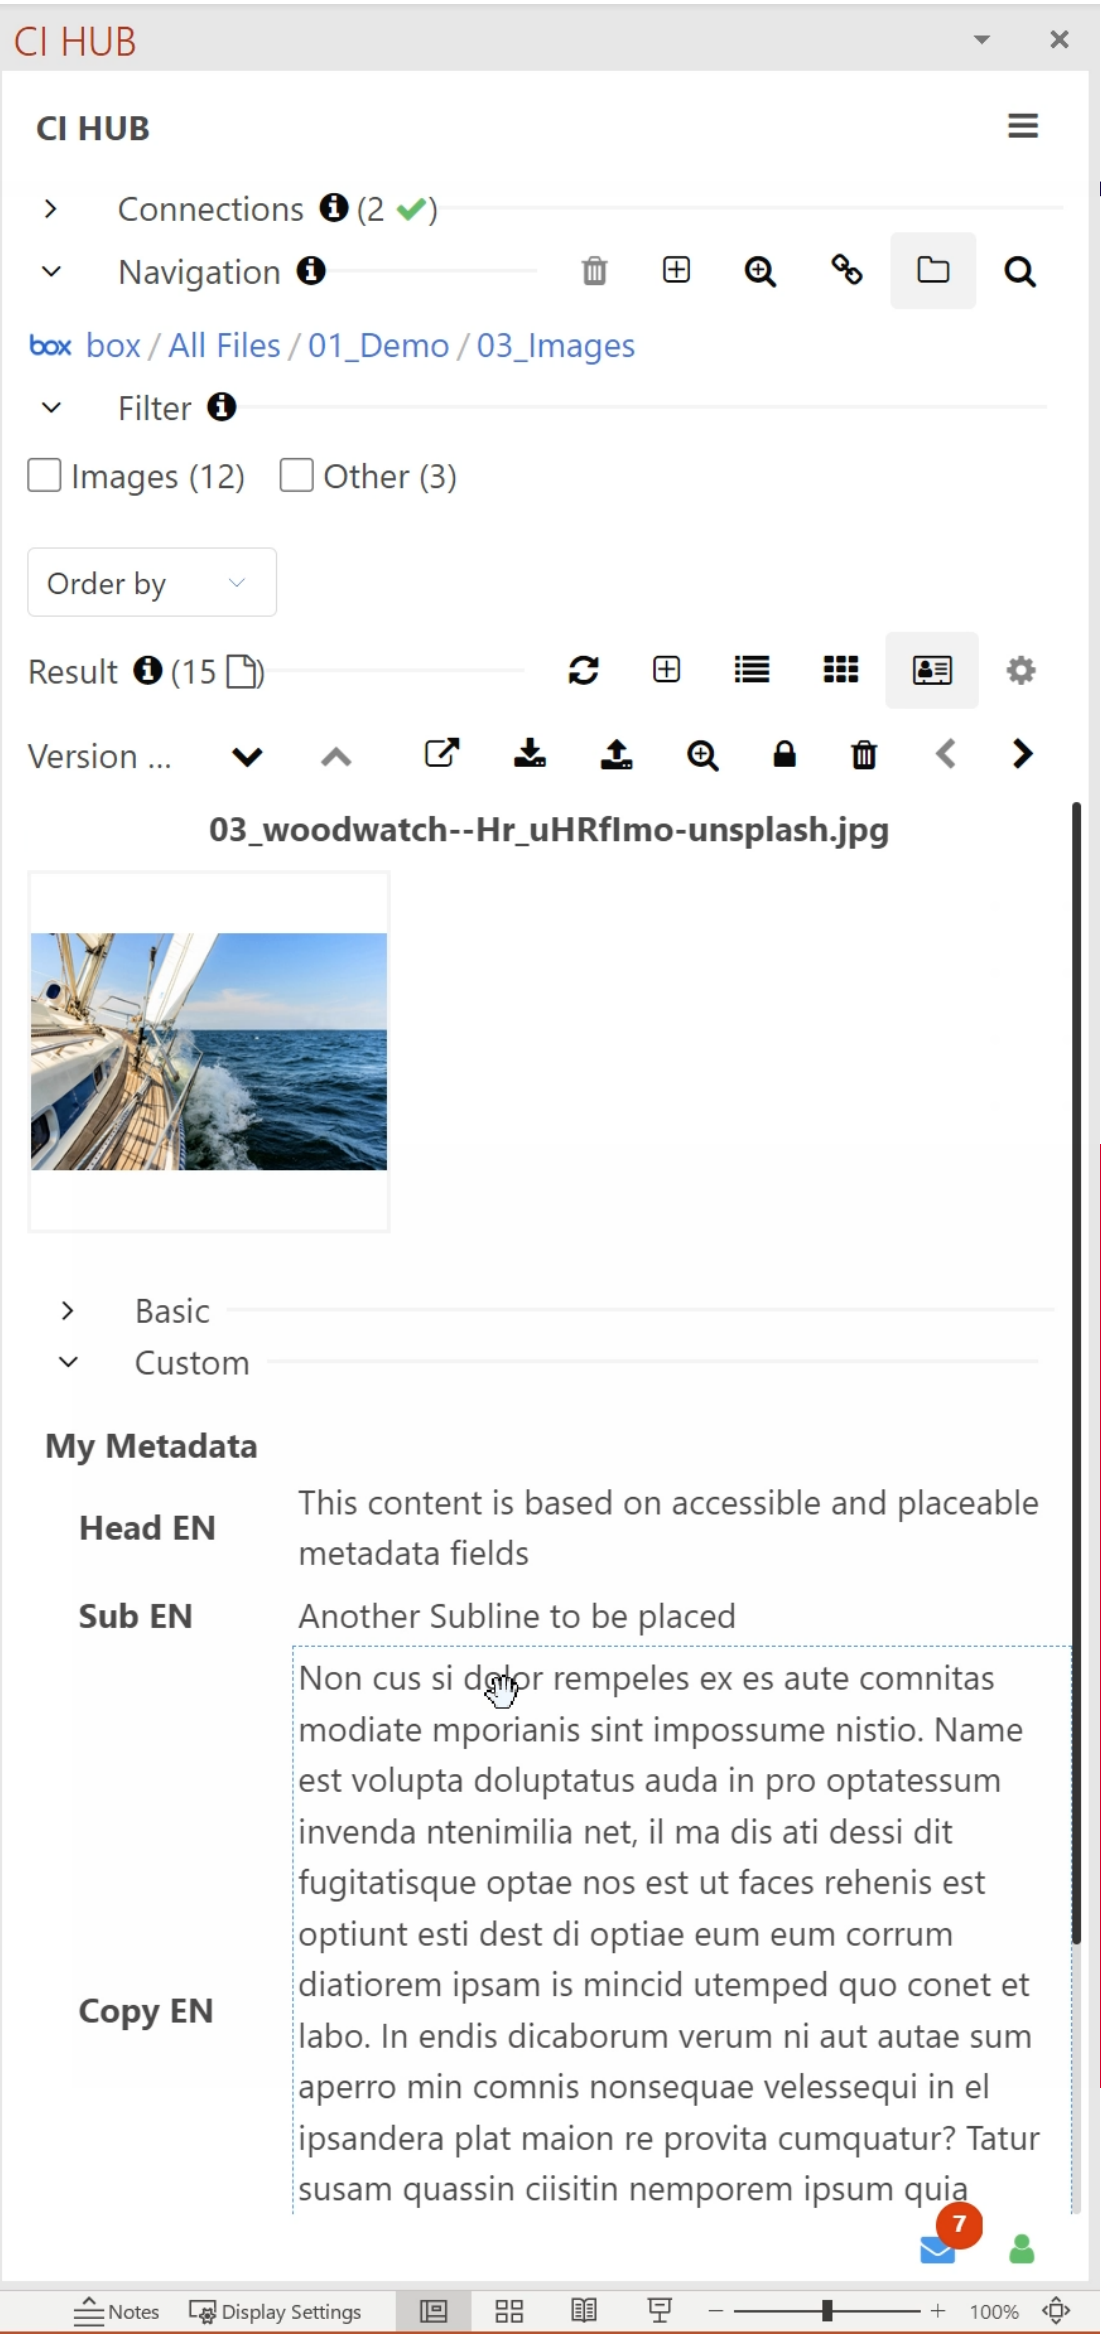 CI HUB
CI HUB
Connections (2 )
Navigation
box box / All Files / 01_Demo / 03_Images
Filter
Images (12) Other (3)
Order by
Result (15 )
Version ...
03_woodwatch--Hr_uHRfImo-unsplash.jpg
Basic
Custom
My Metadata
Head EN
This content is based on accessible and placeable
metadata fields
Sub EN
Another Subline to be placed
Copy EN
Non cus si dolor rempeles ex es aute comnitas
modiate mporianis sint impossume nistio. Name
est volupta doluptatus auda in pro optatessum
invenda ntenimilia net, il ma dis ati dessi dit
fugitatisque optae nos est ut faces rehenis est
optiunt esti dest di optiae eum eum corrum
diatiorem ipsam is mincid utemped quo conet et
labo. In endis dicaborum verum ni aut autae sum
aperro min comnis nonsequae velessequi in el
ipsandera plat maion re provita cumquatur? Tatur
susam quassin ciisitin nemporem ipsum quia
7
Notes Display Settings 100%